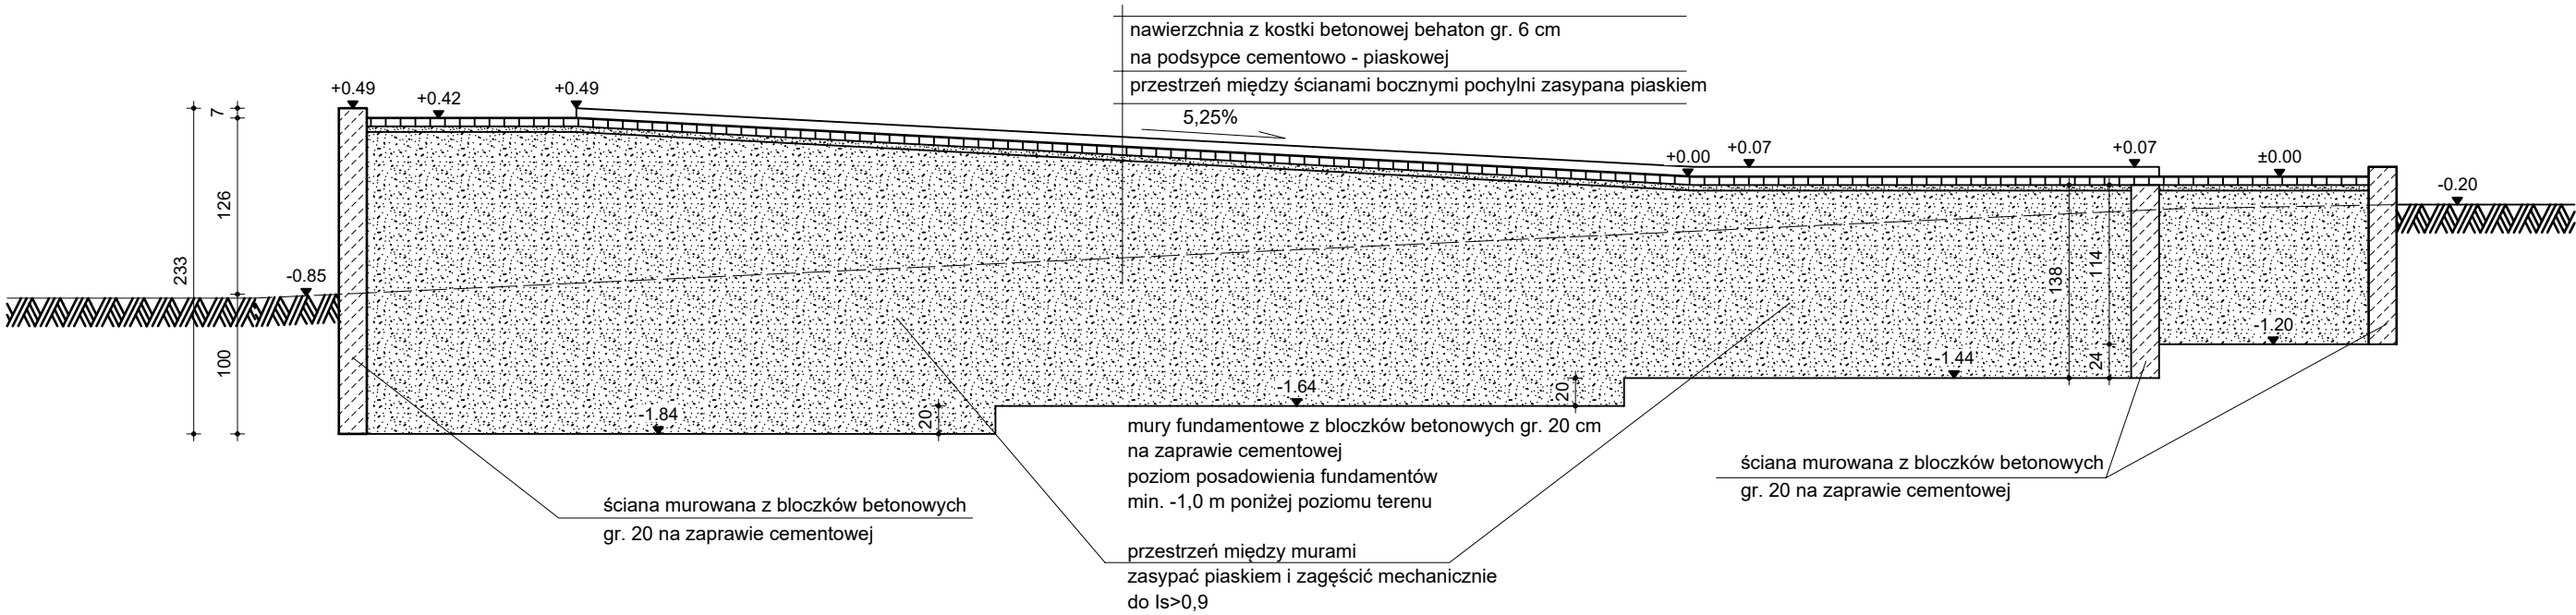 nawierzchnia z kostki betonowej behaton gr. 6 cm
na podsypce cementowo - piaskowej
przestrzeń między ścianami bocznymi pochylni zasypana piaskiem
5,25%
+0.49
+0.42
+0.49
+0.00
+0.07
+0.07
±0.00
-0.20
7
126
233
100
-0.85
138
114
24
-1.20
-1.44
20
-1.64
20
-1.84
mury fundamentowe z bloczków betonowych gr. 20 cm
na zaprawie cementowej
poziom posadowienia fundamentów
min. -1,0 m poniżej poziomu terenu
ściana murowana z bloczków betonowych
gr. 20 na zaprawie cementowej
ściana murowana z bloczków betonowych
gr. 20 na zaprawie cementowej
przestrzeń między murami
zasypać piaskiem i zagęścić mechanicznie
do Is>0,9